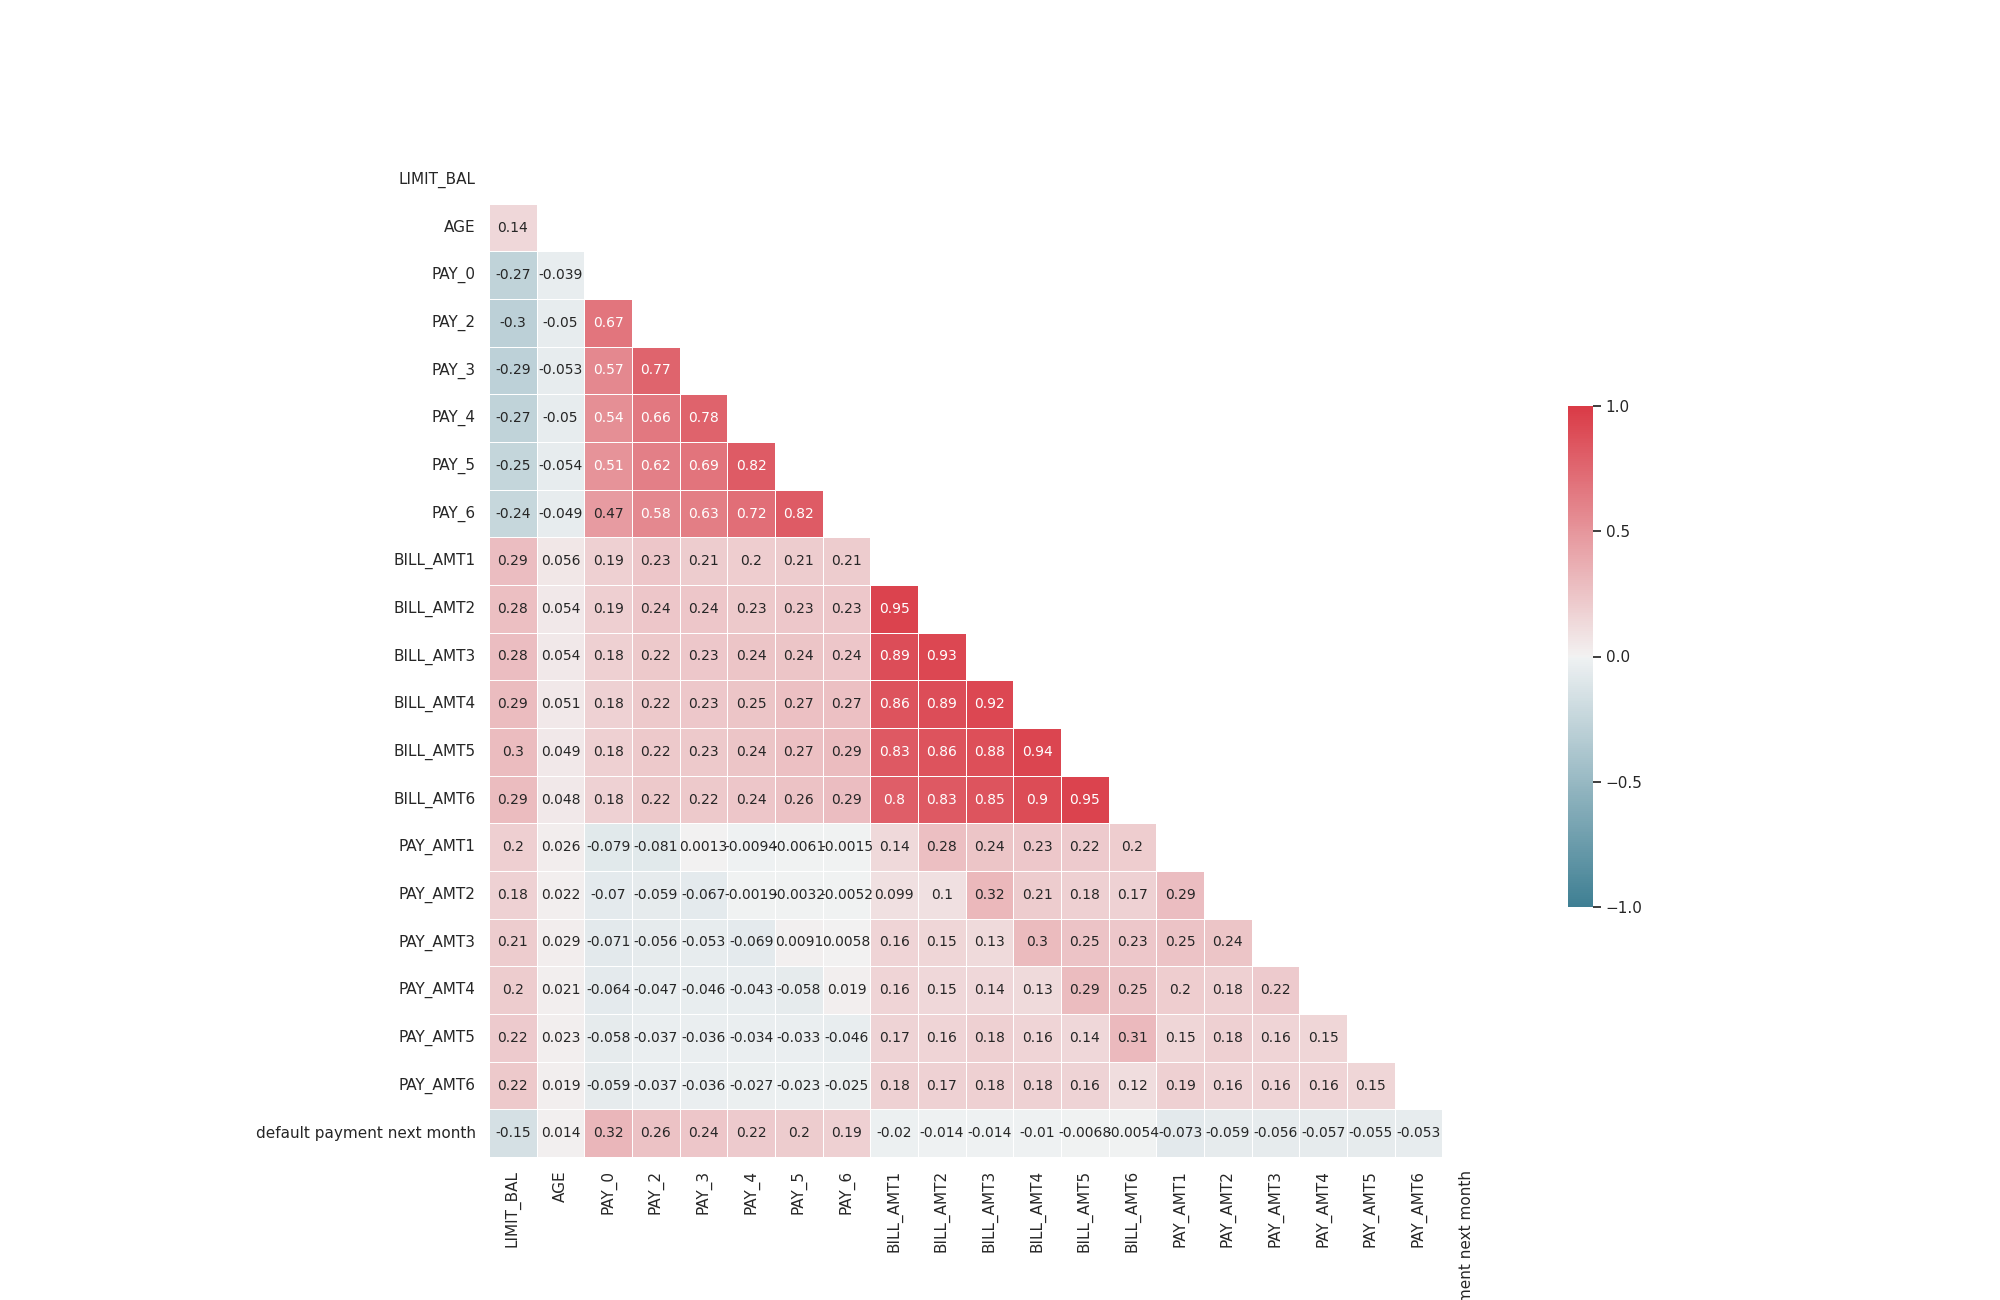 LIMIT_BAL
AGE 0.14
PAY_0 -0.27 -0.039
PAY_2 -0.3 -0.05 0.67
PAY_3 -0.29 -0.053 0.57 0.77
PAY_4 -0.27 -0.05 0.54 0.66 0.78
PAY_5 -0.25 -0.054 0.51 0.62 0.69 0.82
PAY_6 -0.24 -0.049 0.47 0.58 0.63 0.72 0.82
BILL_AMT1 0.29 0.056 0.19 0.23 0.21 0.2 0.21 0.21
BILL_AMT2 0.28 0.054 0.19 0.24 0.24 0.23 0.23 0.23 0.95
BILL_AMT3 0.28 0.054 0.18 0.22 0.23 0.24 0.24 0.24 0.89 0.93
BILL_AMT4 0.29 0.051 0.18 0.22 0.23 0.25 0.27 0.27 0.86 0.89 0.92
BILL_AMT5 0.3 0.049 0.18 0.22 0.23 0.24 0.27 0.29 0.83 0.86 0.88 0.94
BILL_AMT6 0.29 0.048 0.18 0.22 0.22 0.24 0.26 0.29 0.8 0.83 0.85 0.9 0.95
PAY_AMT1 0.2 0.026 -0.079 -0.081 0.0013 -0.0094 -0.0061 -0.0015 0.14 0.28 0.24 0.23 0.22 0.2
PAY_AMT2 0.18 0.022 -0.07 -0.059 -0.067 -0.0019 -0.0032 -0.0052 0.099 0.1 0.32 0.21 0.18 0.17 0.29
PAY_AMT3 0.21 0.029 -0.071 -0.056 -0.053 -0.069 0.0091 0.0058 0.16 0.15 0.13 0.3 0.25 0.23 0.25 0.24
PAY_AMT4 0.2 0.021 -0.064 -0.047 -0.046 -0.043 -0.058 0.019 0.16 0.15 0.14 0.13 0.29 0.25 0.2 0.18 0.22
PAY_AMT5 0.22 0.023 -0.058 -0.037 -0.036 -0.034 -0.033 -0.046 0.17 0.16 0.18 0.16 0.14 0.31 0.15 0.18 0.16 0.15
PAY_AMT6 0.22 0.019 -0.059 -0.037 -0.036 -0.027 -0.023 -0.025 0.18 0.17 0.18 0.18 0.16 0.12 0.19 0.16 0.16 0.16 0.15
default payment next month -0.15 0.014 0.32 0.26 0.24 0.22 0.2 0.19 -0.02 -0.014 -0.014 -0.01 -0.0068 -0.0054 -0.073 -0.059 -0.056 -0.057 -0.055 -0.053
LIMIT_BAL
AGE
PAY_0
PAY_2
PAY_3
PAY_4
PAY_5
PAY_6
BILL_AMT1
BILL_AMT2
BILL_AMT3
BILL_AMT4
BILL_AMT5
BILL_AMT6
PAY_AMT1
PAY_AMT2
PAY_AMT3
PAY_AMT4
PAY_AMT5
PAY_AMT6
ment next month
1.0
0.5
0.0
−0.5
−1.0